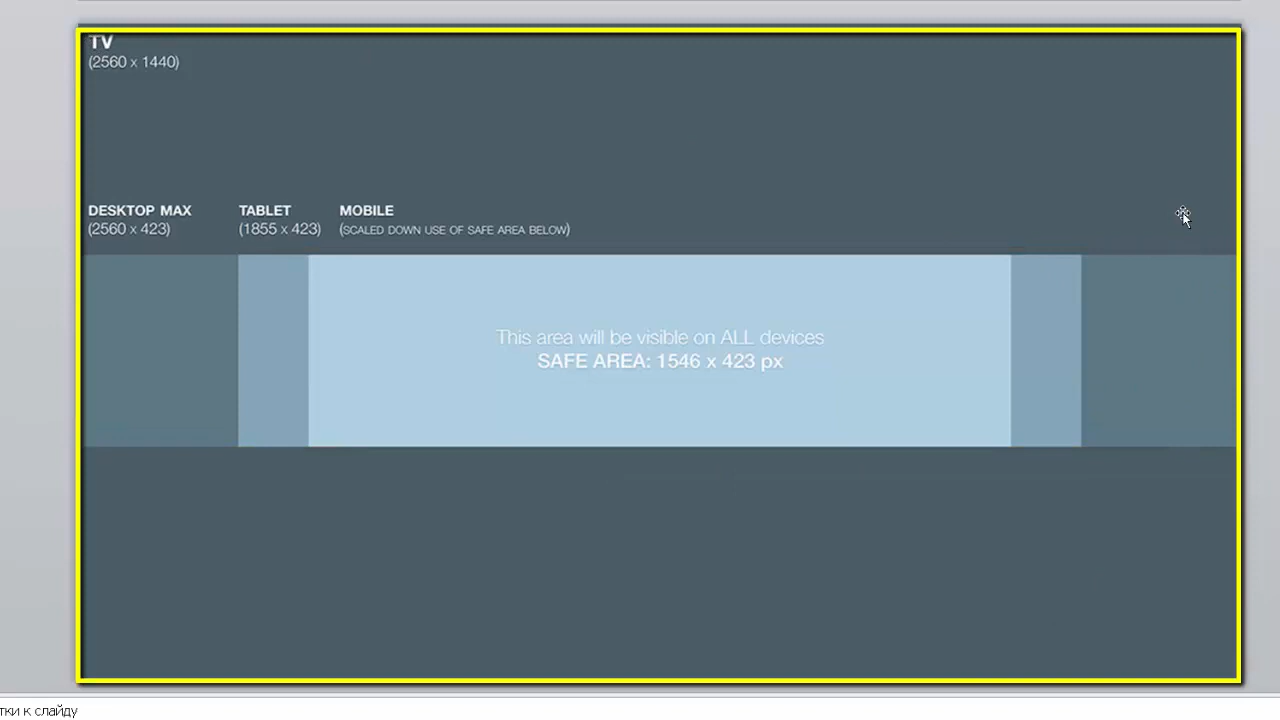 TV
(2560 x 1440)
DESKTOP MAX
(2560 x 423)
TABLET
(1855 x 423)
MOBILE
(SCALED DOWN USE OF SAFE AREA BELOW)
This area will be visible on ALL devices
SAFE AREA: 1546 x 423 px
к слайду